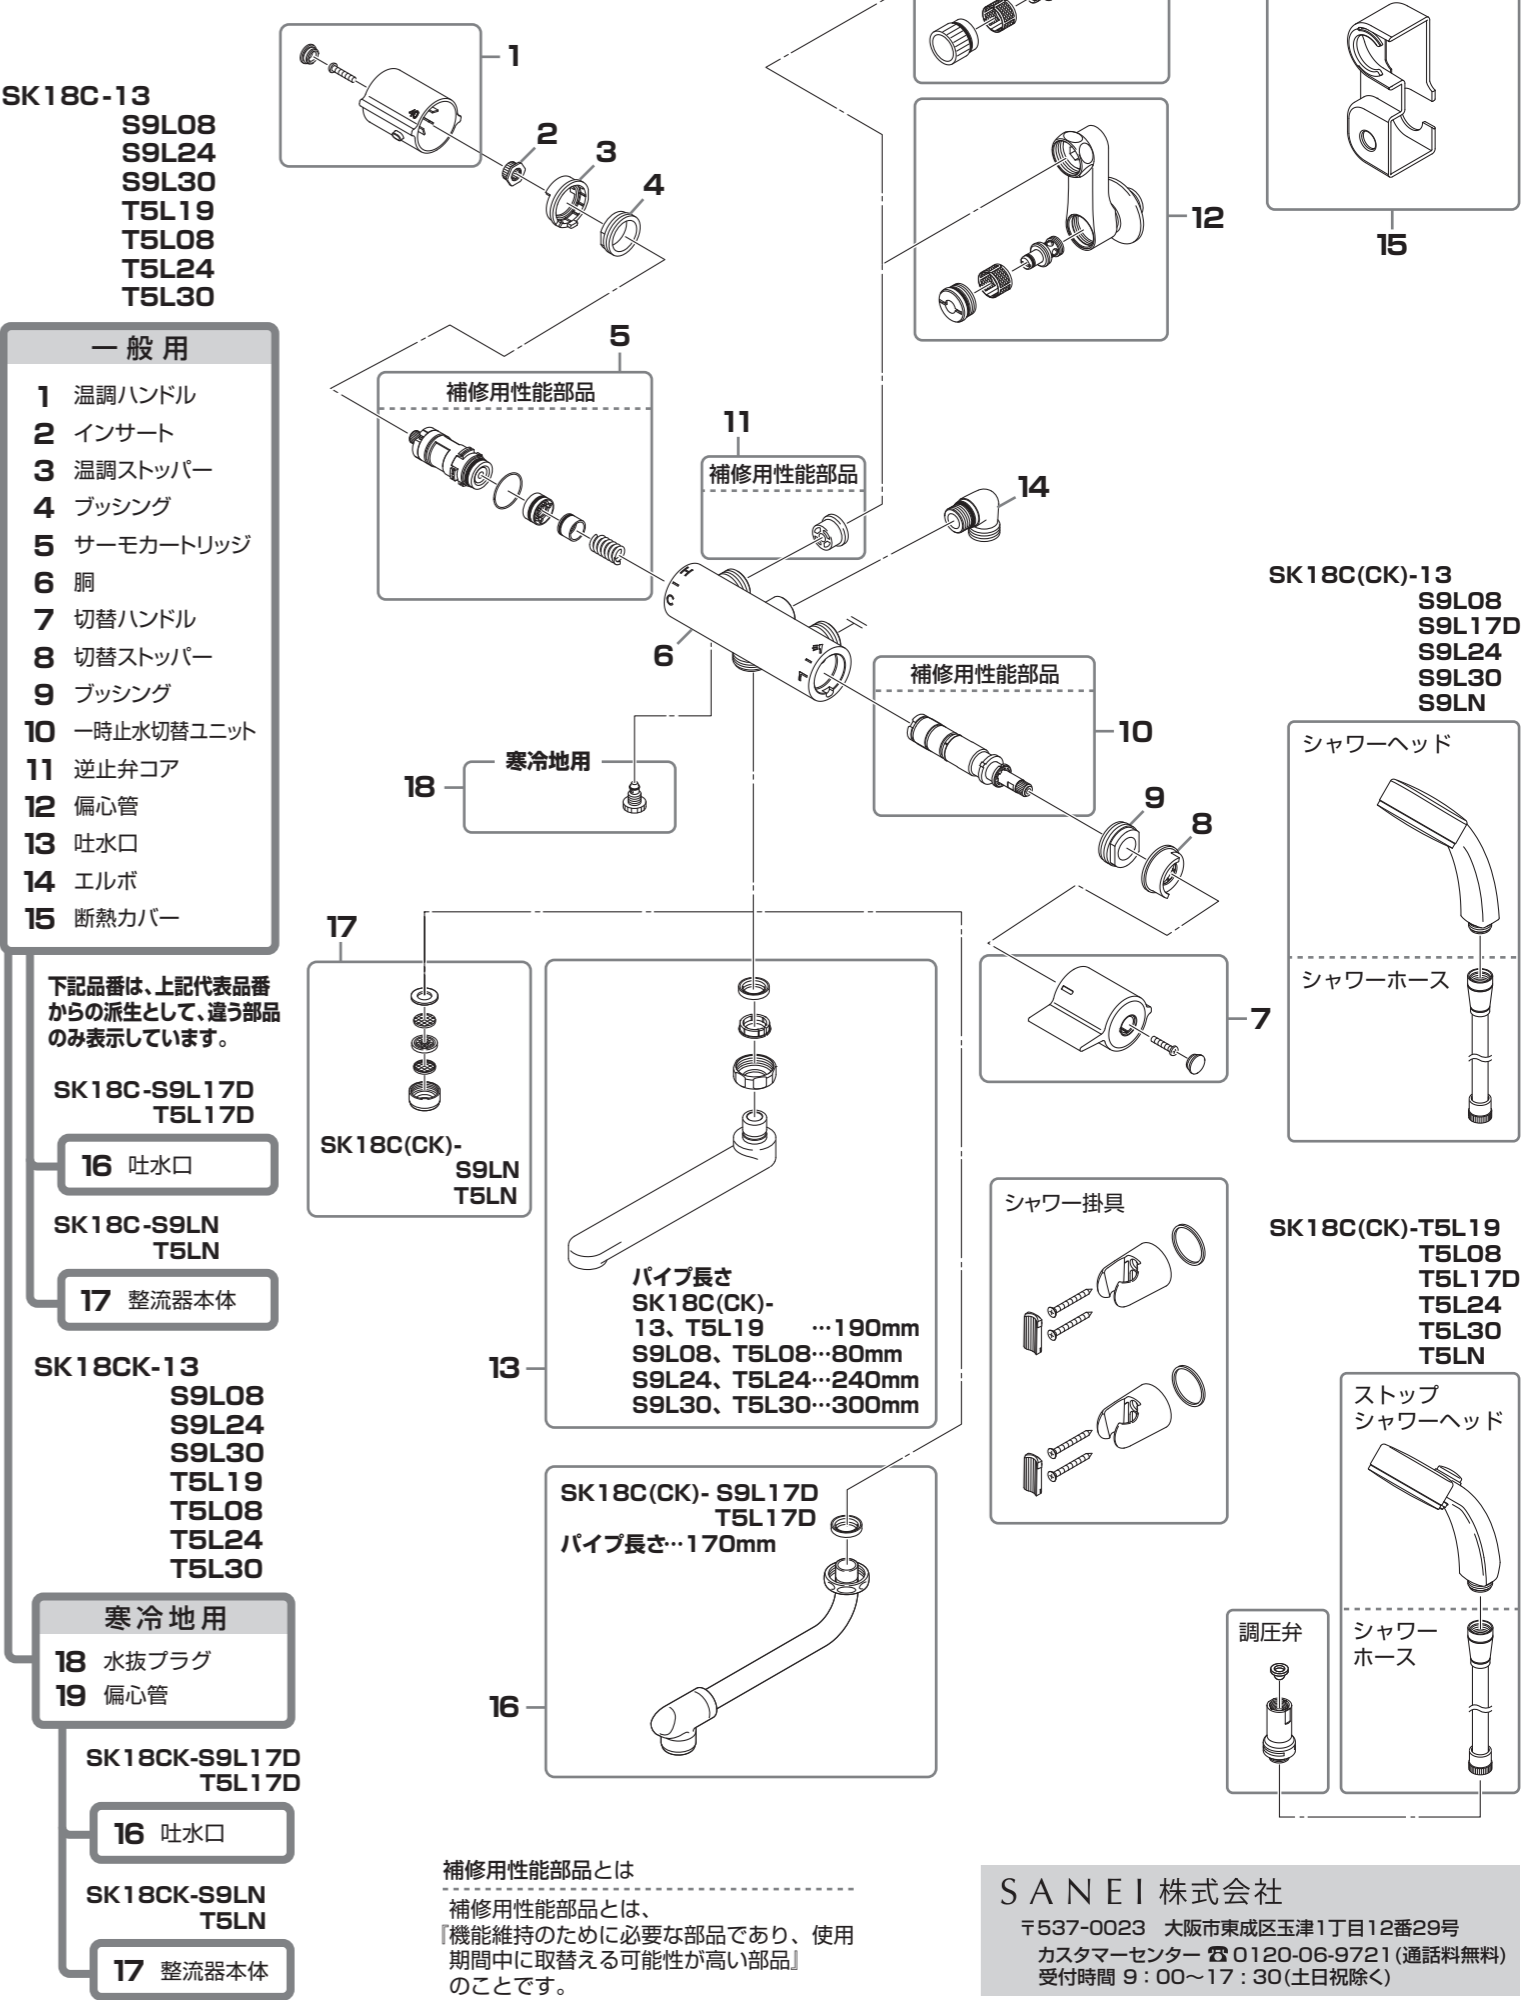 SK18C-13
S9L08
S9L24
S9L30
T5L19
T5L08
T5L24
T5L30
一般用
1 温調ハンドル
2 インサート
3 温調ストッパー
4 ブッシング
5 サーモカートリッジ
6 胴
7 切替ハンドル
8 切替ストッパー
9 ブッシング
10 一時止水切替ユニット
11 逆止弁コア
12 偏心管
13 吐水口
14 エルボ
15 断熱カバー
下記品番は、上記代表品番
からの派生として、違う部品
のみ表示しています。
SK18C-S9L17D
T5L17D
16 吐水口
SK18C-S9LN
T5LN
17 整流器本体
SK18CK-13
S9L08
S9L24
S9L30
T5L19
T5L08
T5L24
T5L30
寒冷地用
18 水抜プラグ
19 偏心管
SK18CK-S9L17D
T5L17D
16 吐水口
SK18CK-S9LN
T5LN
17 整流器本体
1
40
2
3
4
5
補修用性能部品
11
補修用性能部品
12
15
14
H
C
6
補修用性能部品
10
18
寒冷地用
9
8
7
17
SK18C(CK)-
S9LN
T5LN
13
パイプ長さ
SK18C(CK)-
13、T5L19 …190mm
S9L08、T5L08…80mm
S9L24、T5L24…240mm
S9L30、T5L30…300mm
16
SK18C(CK)- S9L17D
T5L17D
パイプ長さ…170mm
シャワー掛具
SK18C(CK)-13
S9L08
S9L17D
S9L24
S9L30
S9LN
シャワーヘッド
シャワーホース
SK18C(CK)-T5L19
T5L08
T5L17D
T5L24
T5L30
T5LN
ストップ
シャワーヘッド
シャワー
ホース
調圧弁
補修用性能部品とは
補修用性能部品とは、
『機能維持のために必要な部品であり、使用
期間中に取替える可能性が高い部品』
のことです。
SANEI 株式会社
〒537-0023 大阪市東成区玉津1丁目12番29号
カスタマーセンター ☎0120-06-9721(通話料無料)
受付時間 9：00〜17：30(土日祝除く)